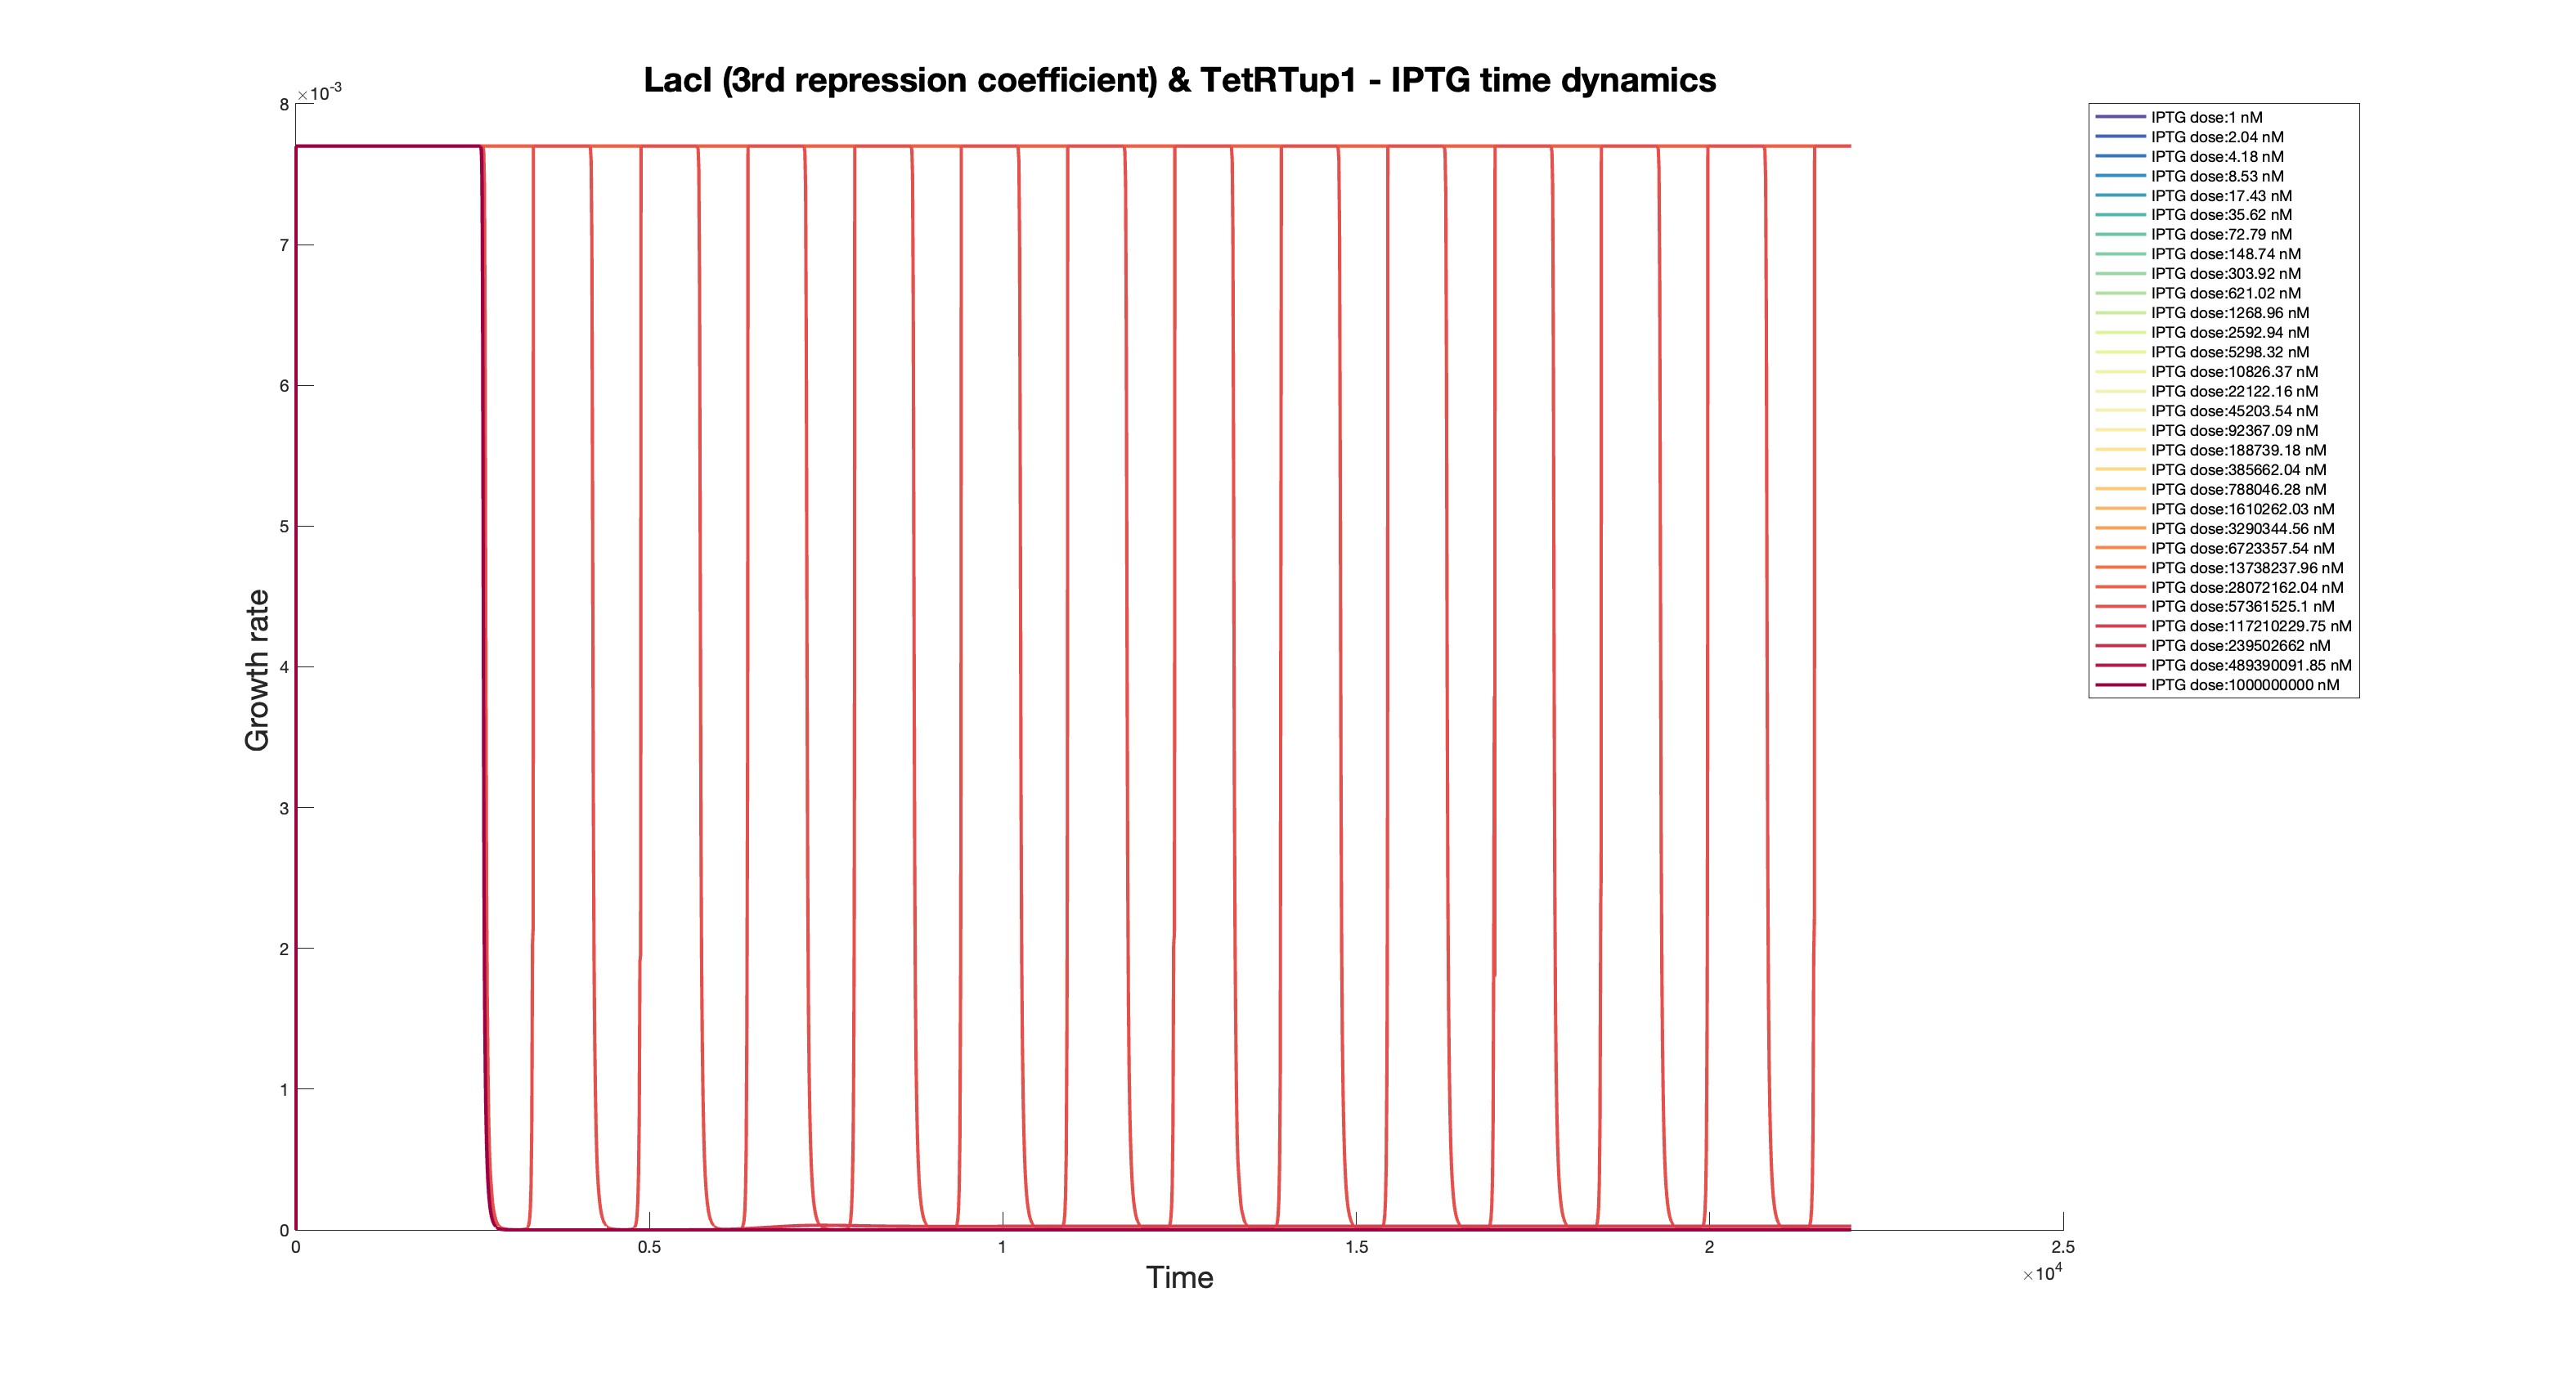 LacI (3rd repression coefficient) & TetRTup1 - IPTG time dynamics
×10-3
8
7
6
5
4
3
2
1
0
Growth rate
0
0.5
1
1.5
2
2.5
×104
Time
IPTG dose:1 nM
IPTG dose:2.04 nM
IPTG dose:4.18 nM
IPTG dose:8.53 nM
IPTG dose:17.43 nM
IPTG dose:35.62 nM
IPTG dose:72.79 nM
IPTG dose:148.74 nM
IPTG dose:303.92 nM
IPTG dose:621.02 nM
IPTG dose:1268.96 nM
IPTG dose:2592.94 nM
IPTG dose:5298.32 nM
IPTG dose:10826.37 nM
IPTG dose:22122.16 nM
IPTG dose:45203.54 nM
IPTG dose:92367.09 nM
IPTG dose:188739.18 nM
IPTG dose:385662.04 nM
IPTG dose:788046.28 nM
IPTG dose:1610262.03 nM
IPTG dose:3290344.56 nM
IPTG dose:6723357.54 nM
IPTG dose:13738237.96 nM
IPTG dose:28072162.04 nM
IPTG dose:57361525.1 nM
IPTG dose:117210229.75 nM
IPTG dose:239502662 nM
IPTG dose:489390091.85 nM
IPTG dose:1000000000 nM